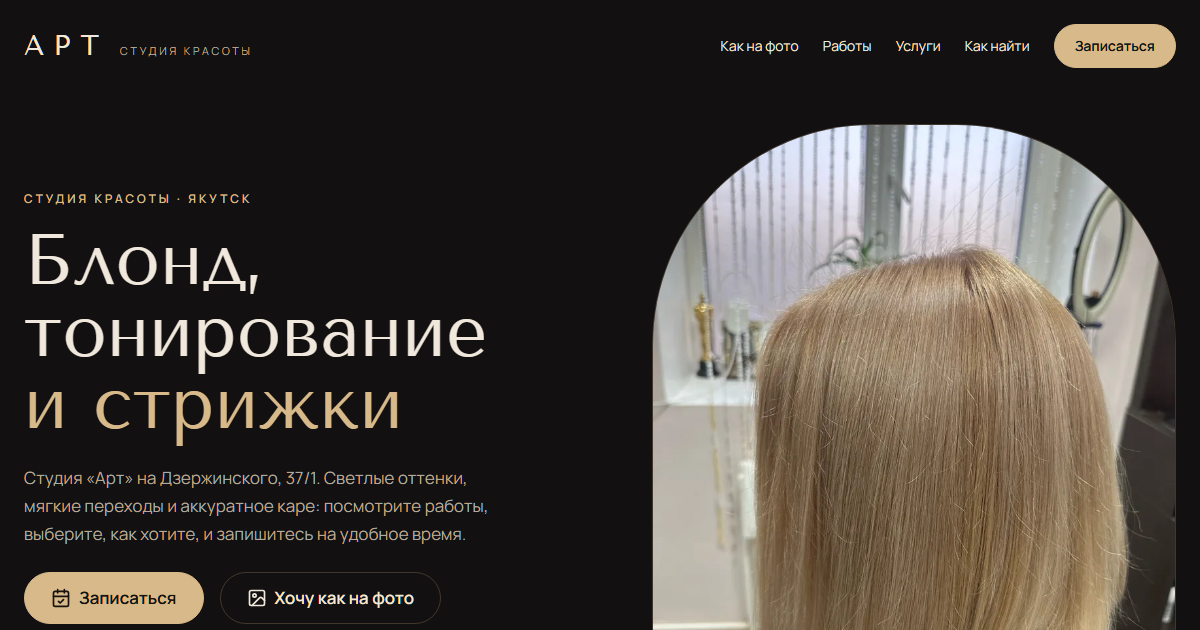 АРТ СТУДИЯ КРАСОТЫ
Как на фото Работы Услуги Как найти Записаться
СТУДИЯ КРАСОТЫ · ЯКУТСК
Блонд,
тонирование
и стрижки
Студия «Арт» на Дзержинского, 37/1. Светлые оттенки,
мягкие переходы и аккуратное каре: посмотрите работы,
выберите, как хотите, и запишитесь на удобное время.
Записаться Хочу как на фото